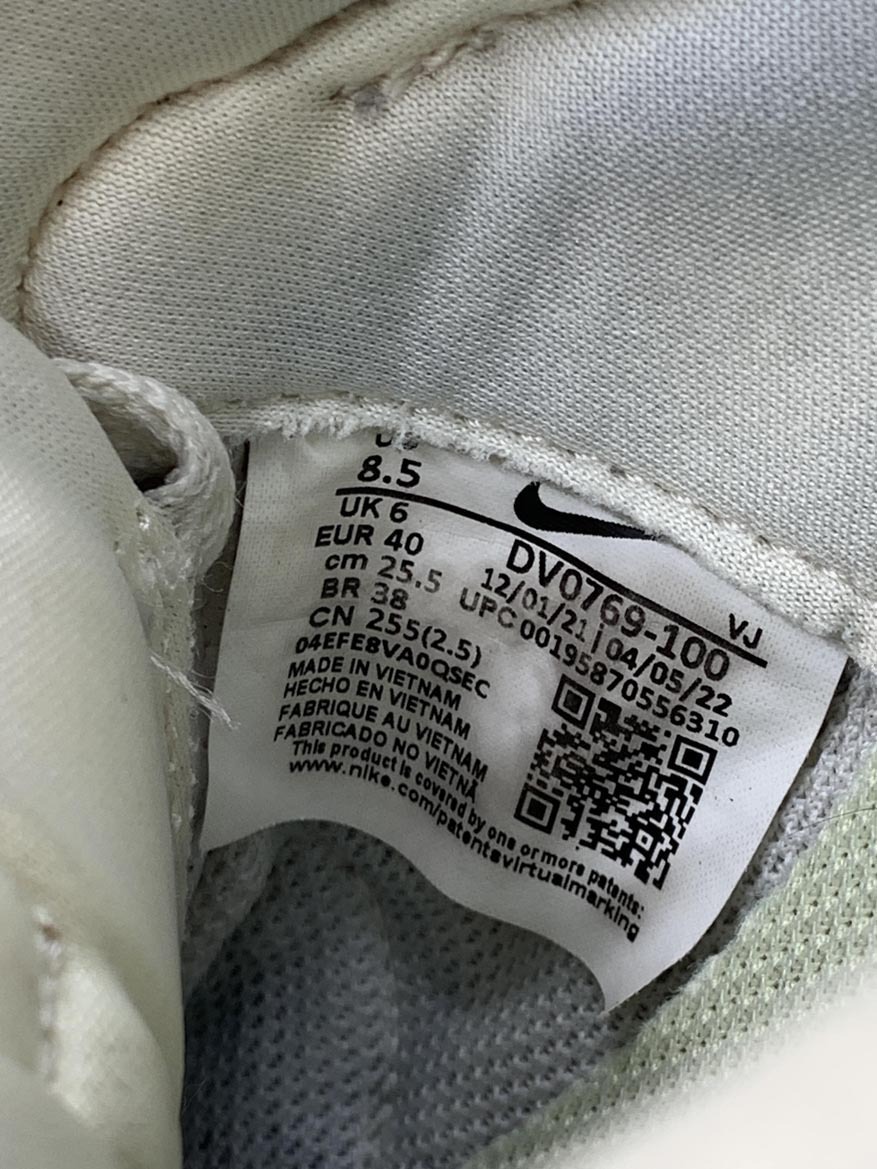 US
8.5
UK 6
EUR 40
cm 25.5
BR 38
CN 255(2.5)
04EFE8VA0QSEC
MADE IN VIETNAM
HECHO EN VIETNAM
FABRIQUE AU VIETNAM
FABRICADO NO VIETNÃ
This product is covered by one or more patents:
www.nike.com/patentsvirtualmarking
VJ
DV0769-100
12/01/21 | 04/05/22
UPC 00195870556310